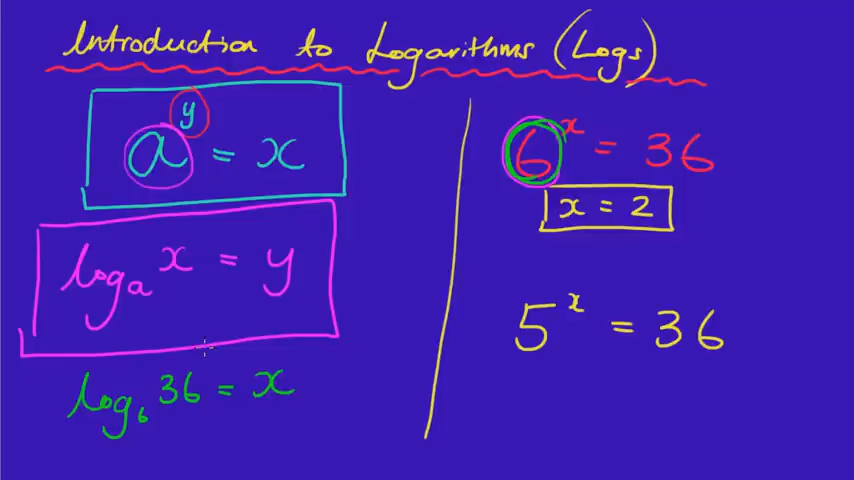 Introduction to Logarithms (Logs)
a^y = x
log_a x = y
log_6 36 = x
6^x = 36
x = 2
5^x = 36